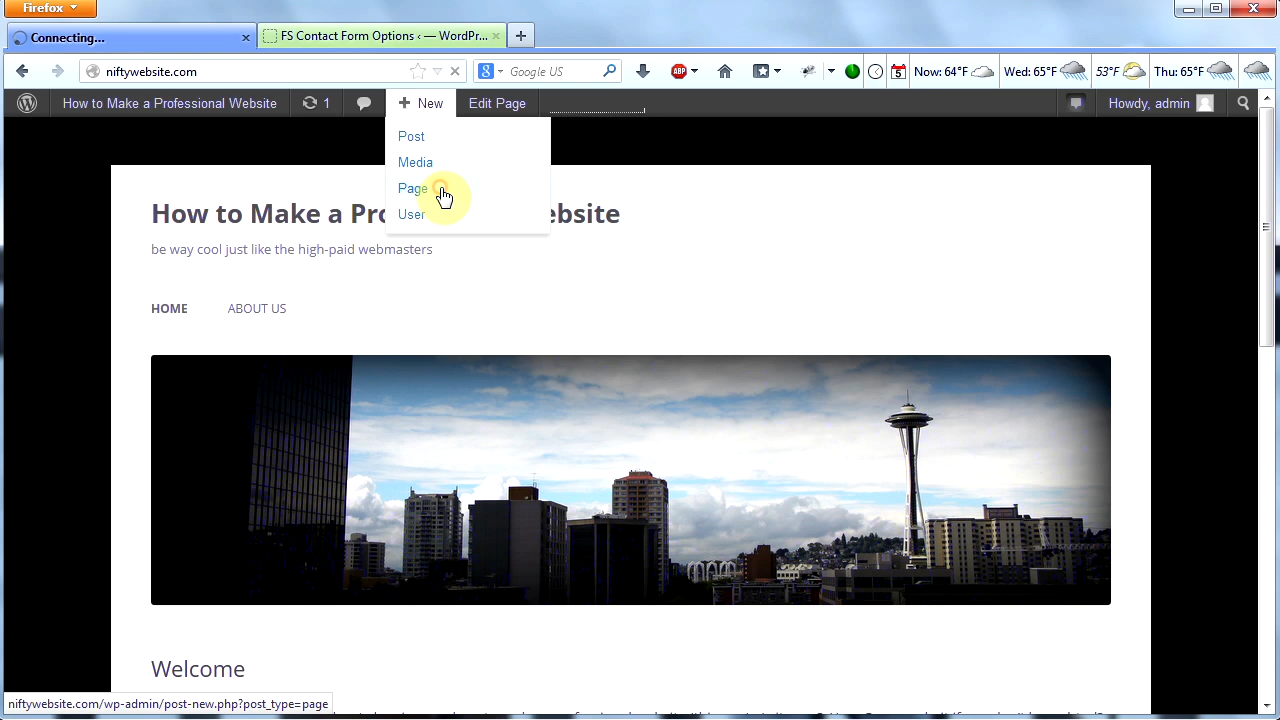 Firefox
Connecting...
FS Contact Form Options ‹ — WordPr...
niftywebsite.com
Google US
ABP
5
Now: 64°F
Wed: 65°F
53°F
Thu: 65°F
How to Make a Professional Website
1
New
Edit Page
Howdy, admin
Post
Media
Page
User
How to Make a Pro ebsite
be way cool just like the high-paid webmasters
HOME
ABOUT US
Welcome
niftywebsite.com/wp-admin/post-new.php?post_type=page